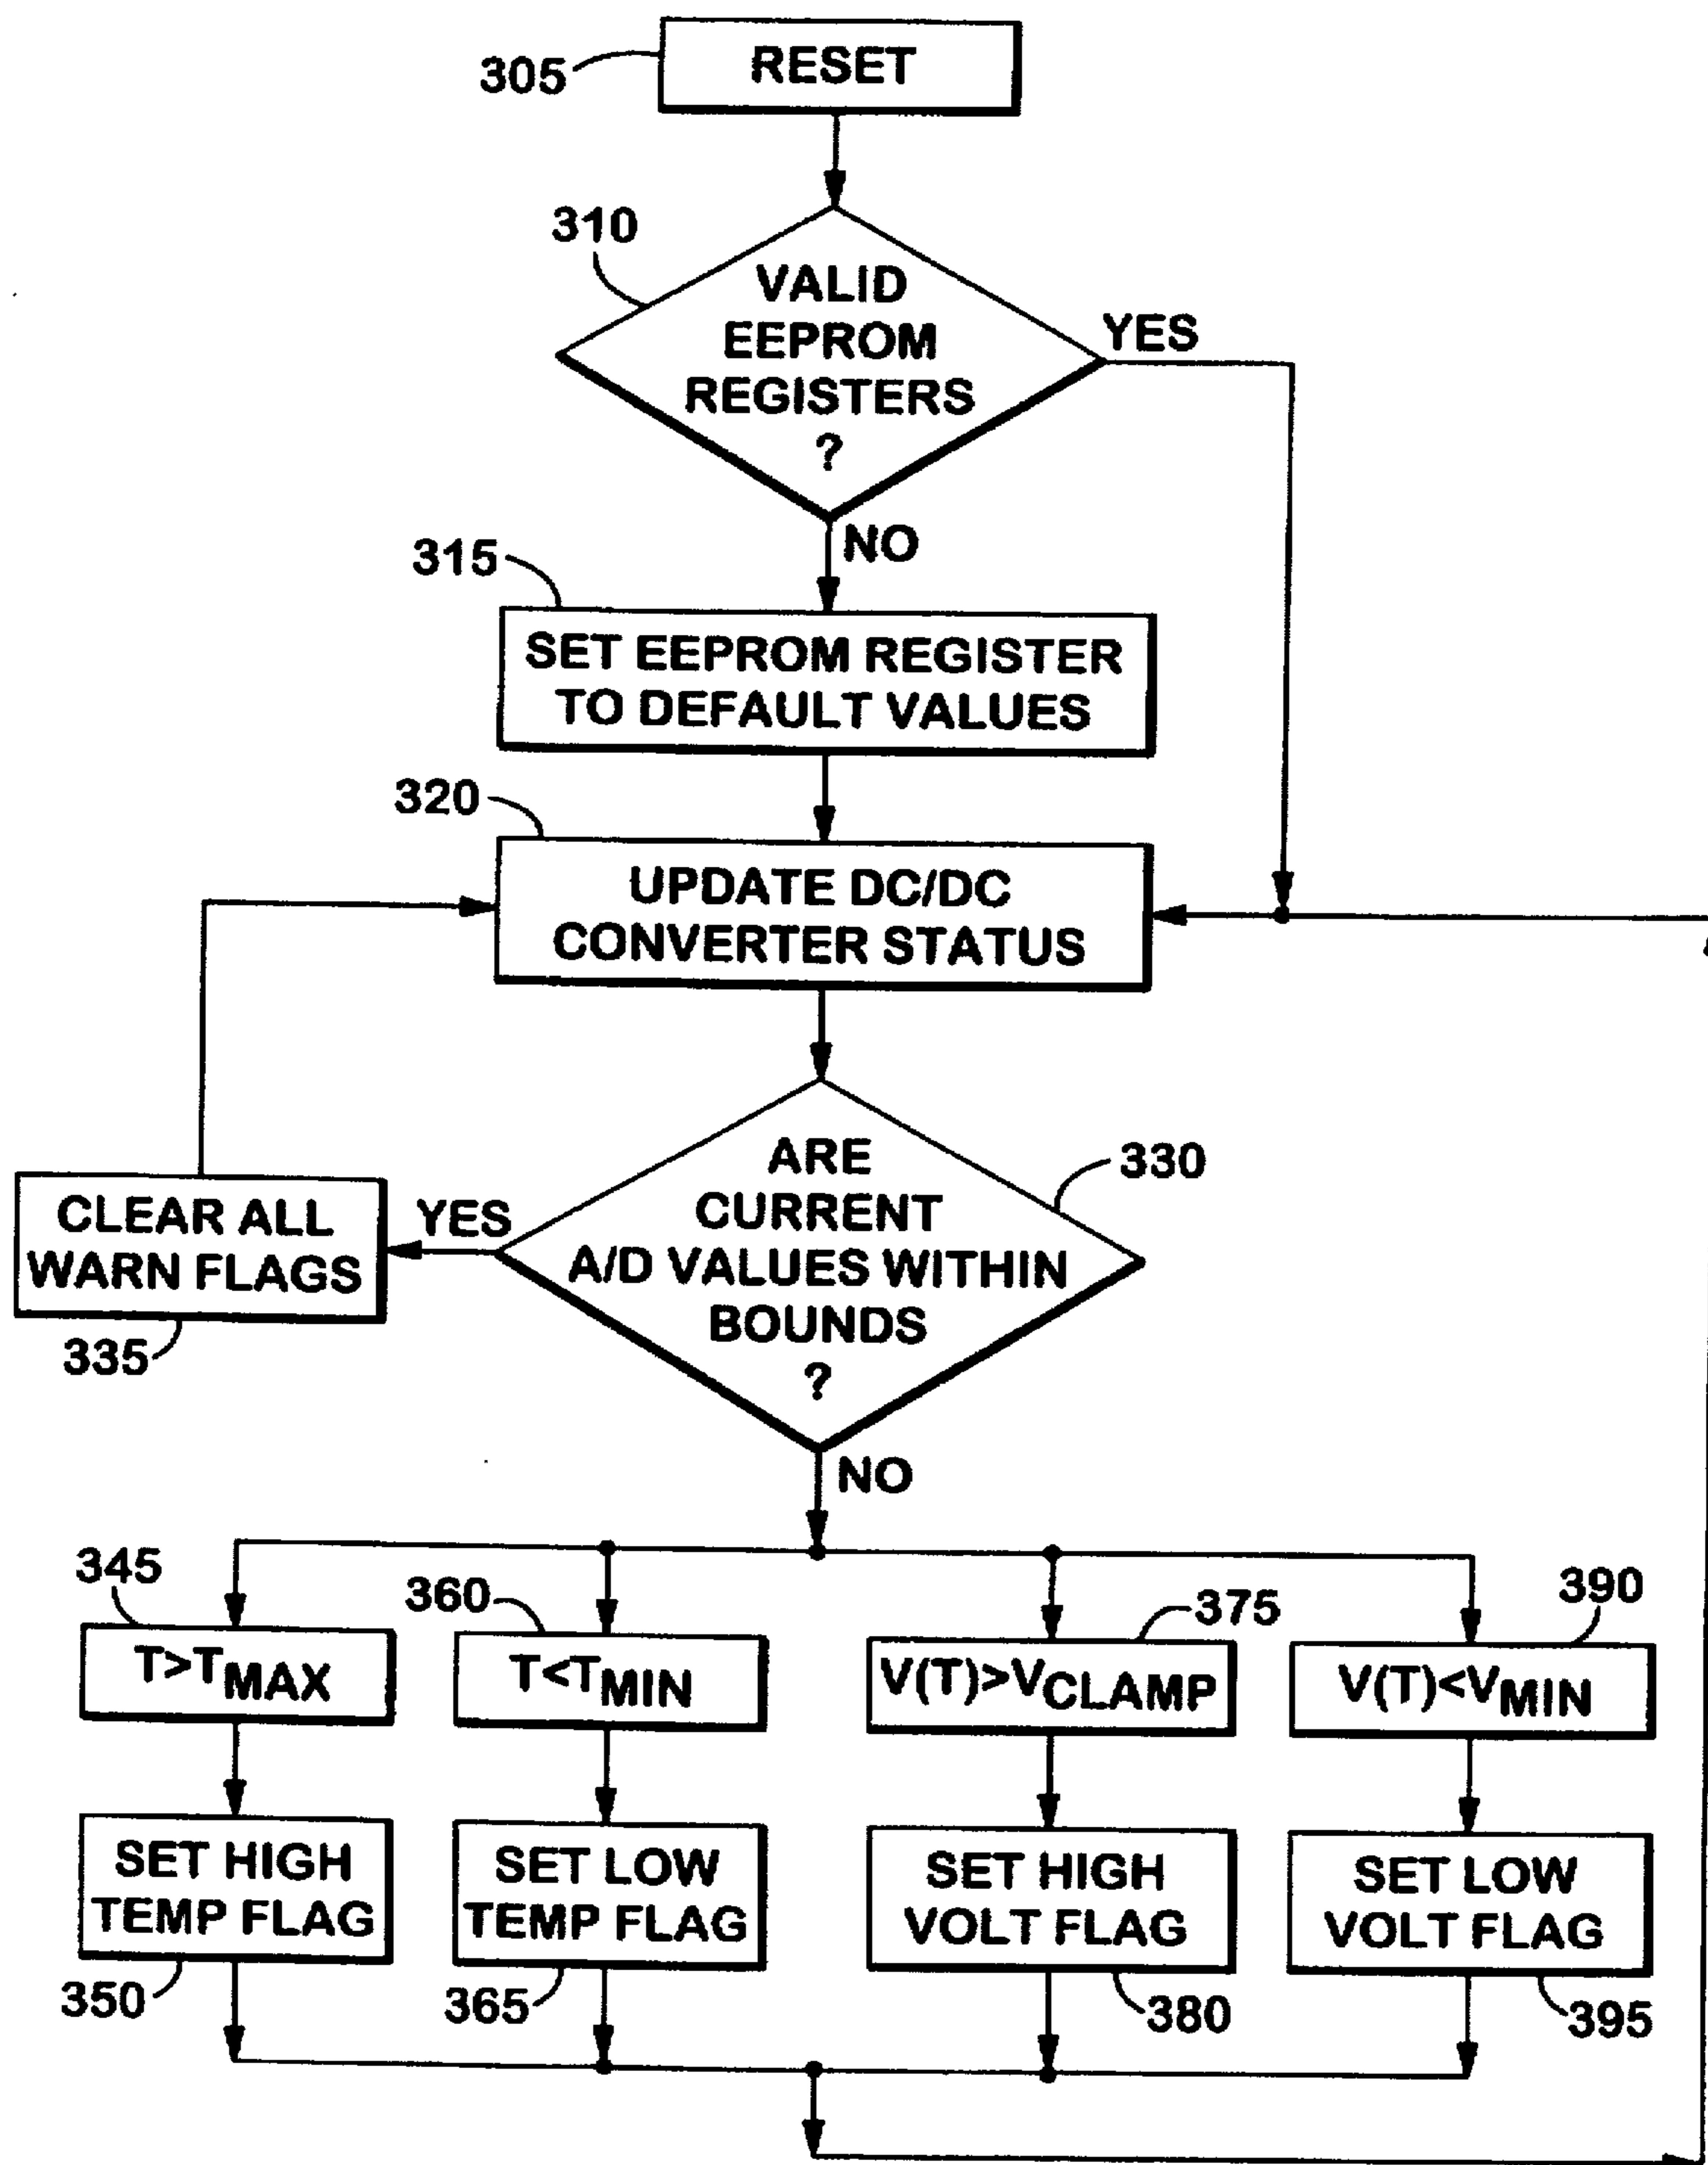 305
RESET
310
VALID
EEPROM
REGISTERS
?
YES
NO
315
SET EEPROM REGISTER
TO DEFAULT VALUES
320
UPDATE DC/DC
CONVERTER STATUS
ARE
CURRENT
A/D VALUES WITHIN
BOUNDS
?
330
YES
CLEAR ALL
WARN FLAGS
335
NO
345
T>TMAX
360
T<TMIN
375
V(T)>VCLAMP
390
V(T)<VMIN
SET HIGH
TEMP FLAG
350
SET LOW
TEMP FLAG
365
SET HIGH
VOLT FLAG
380
SET LOW
VOLT FLAG
395